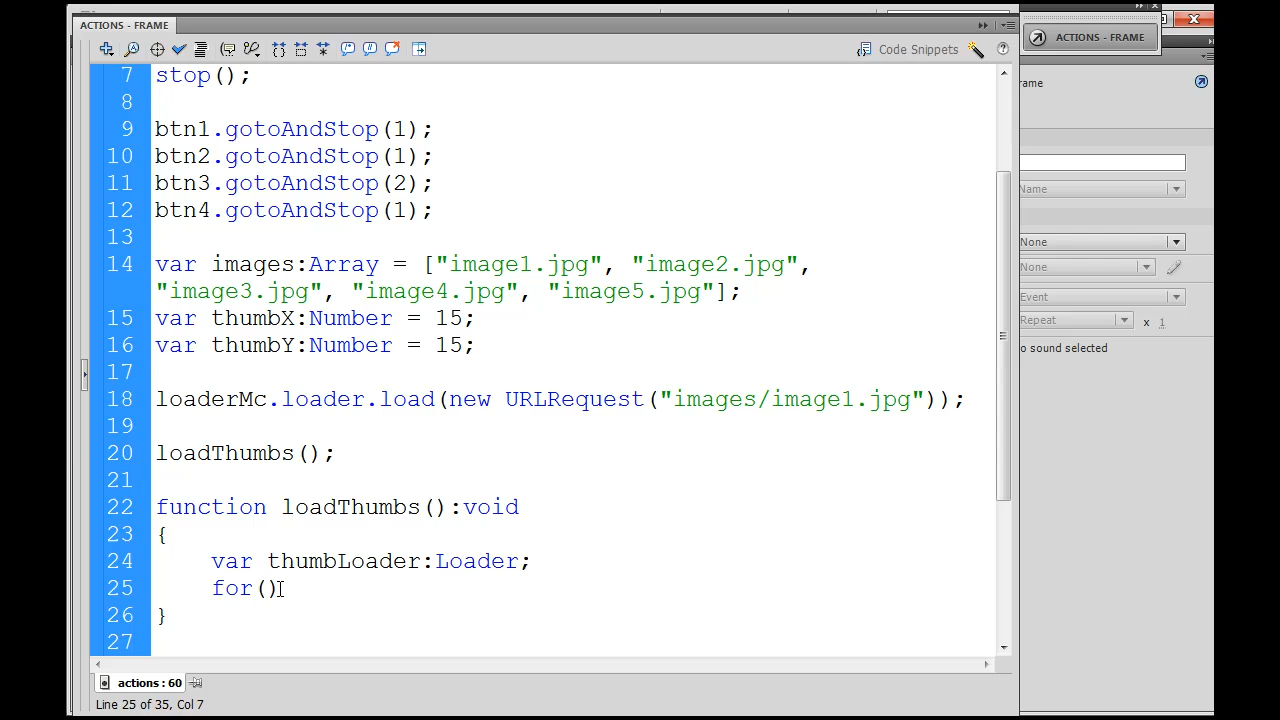 ACTIONS - FRAME
Code Snippets
ACTIONS - FRAME
7 stop();
8
9 btn1.gotoAndStop(1);
10 btn2.gotoAndStop(1);
11 btn3.gotoAndStop(2);
12 btn4.gotoAndStop(1);
13
14 var images:Array = ["image1.jpg", "image2.jpg",
"image3.jpg", "image4.jpg", "image5.jpg"];
15 var thumbX:Number = 15;
16 var thumbY:Number = 15;
17
18 loaderMc.loader.load(new URLRequest("images/image1.jpg"));
19
20 loadThumbs();
21
22 function loadThumbs():void
23 {
24 var thumbLoader:Loader;
25 for()
26 }
27
actions : 60
Line 25 of 35, Col 7
rame
Name
None
None
Event
Repeat x 1
o sound selected